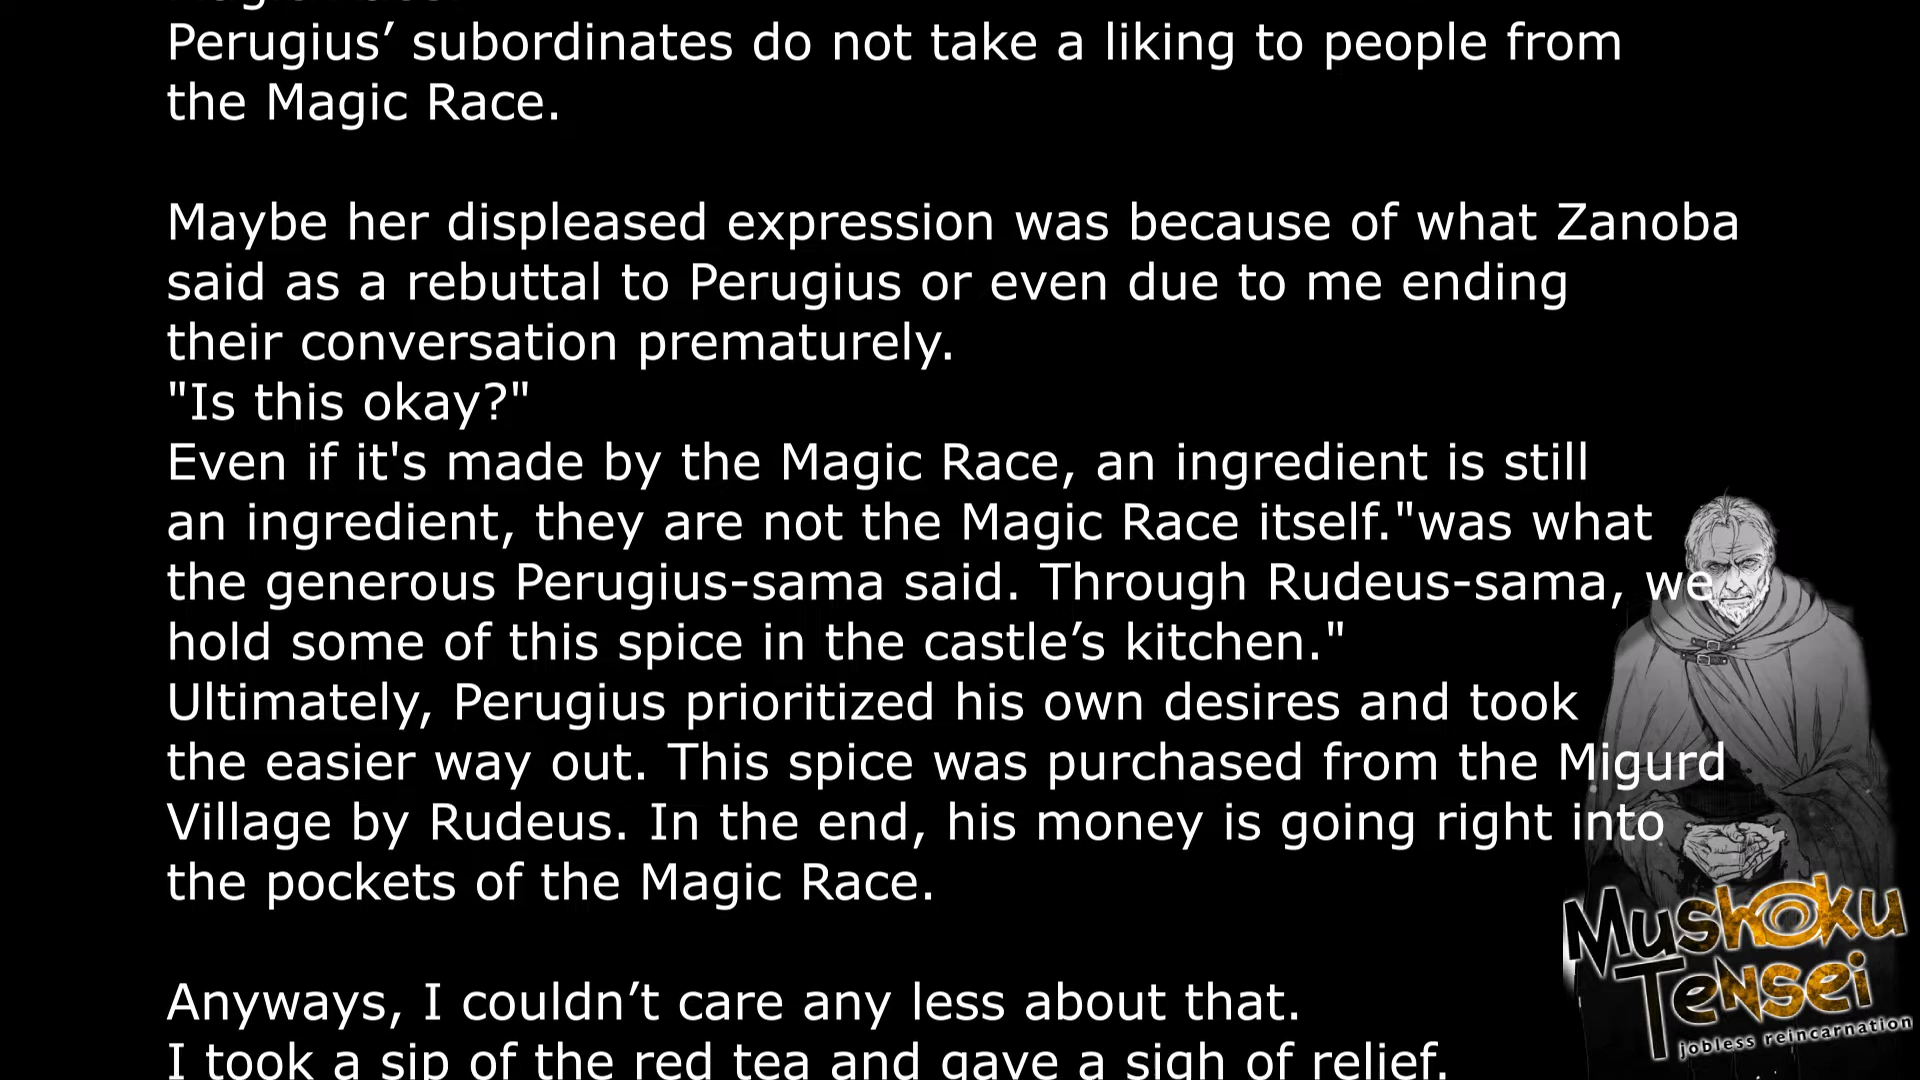 Perugius’ subordinates do not take a liking to people from
the Magic Race.
Maybe her displeased expression was because of what Zanoba
said as a rebuttal to Perugius or even due to me ending
their conversation prematurely.
"Is this okay?"
Even if it's made by the Magic Race, an ingredient is still
an ingredient, they are not the Magic Race itself."was what
the generous Perugius-sama said. Through Rudeus-sama, we
hold some of this spice in the castle’s kitchen."
Ultimately, Perugius prioritized his own desires and took
the easier way out. This spice was purchased from the Migurd
Village by Rudeus. In the end, his money is going right into
the pockets of the Magic Race.
Anyways, I couldn’t care any less about that.
I took a sip of the red tea and gave a sigh of relief.
Mushoku
Tensei
jobless reincarnation